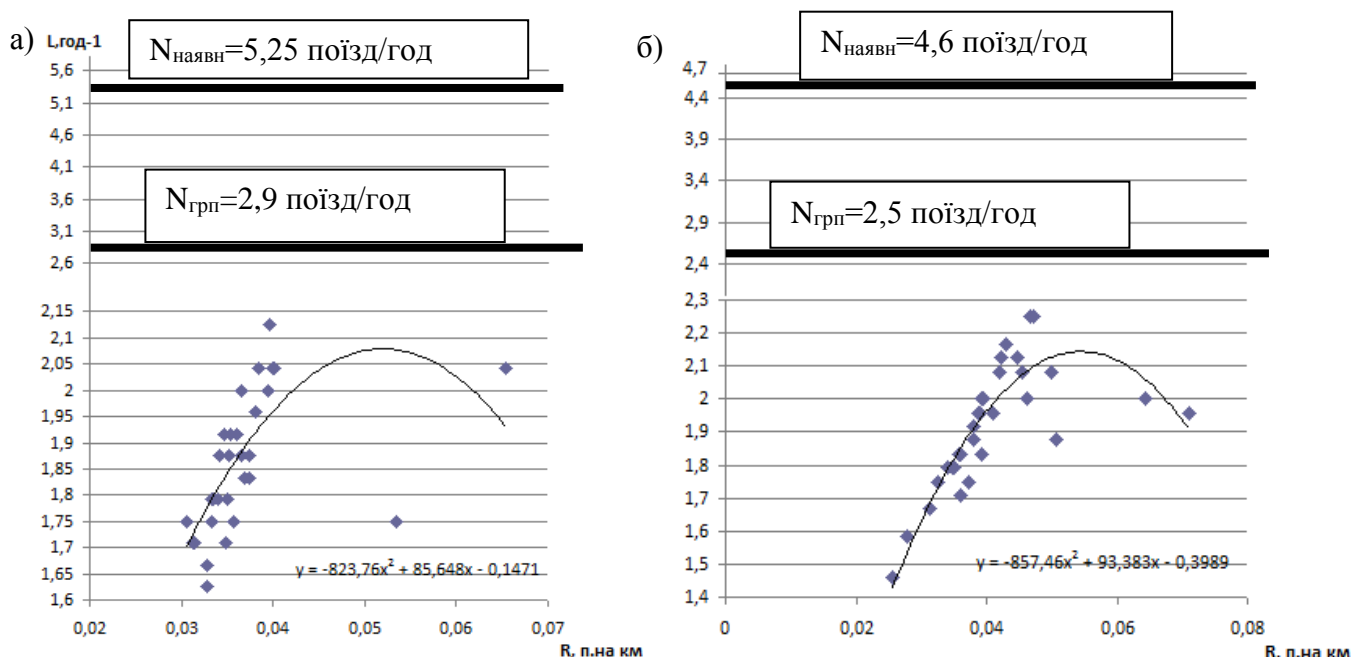 а) L,год-1
Nнаявн=5,25 поїзд/год
5,6
5,1
4,6
4,1
3,6
3,1
2,6
Nгрп=2,9 поїзд/год
2,15
2,1
2,05
2
1,95
1,9
1,85
1,8
1,75
1,7
1,65
1,6
y = -823,76x² + 85,648x - 0,1471
0,02 0,03 0,04 0,05 0,06 0,07
R, п.на км
б)
Nнаявн=4,6 поїзд/год
4,7
4,4
3,9
3,4
2,9
2,4
Nгрп=2,5 поїзд/год
2,3
2,2
2,1
2
1,9
1,8
1,7
1,6
1,5
1,4
y = -857,46x² + 93,383x - 0,3989
0 0,02 0,04 0,06 0,08
R, п.на км